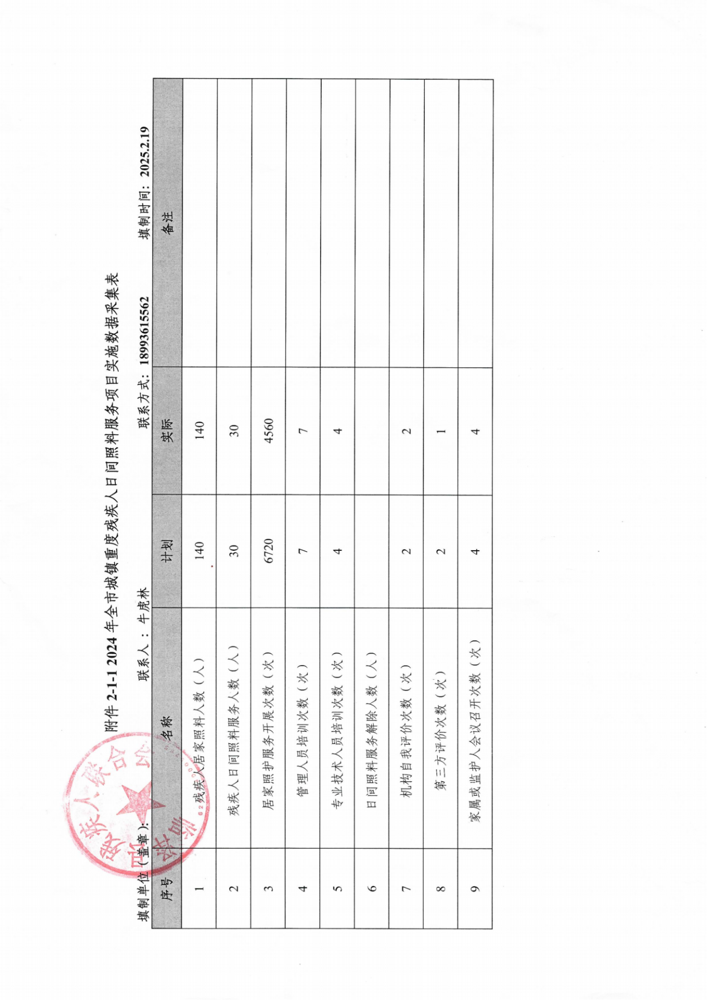 附件 2-1-1 2024 年全市城镇重度残疾人日间照料服务项目实施数据采集表
填制单位（盖章）： 联系人：牛虎林 联系方式：18993615562 填制时间：2025.2.19
序号 名称 计划 实际 备注
1 残疾人居家照料人数（人） 140 140
2 残疾人日间照料服务人数（人） 30 30
3 居家照护服务开展次数（次） 6720 4560
4 管理人员培训次数（次） 7 7
5 专业技术人员培训次数（次） 4 4
6 日间照料服务解除人数（人）
7 机构自我评价次数（次） 2 2
8 第三方评价次数（次） 2 1
9 家属或监护人会议召开次数（次） 4 4
残疾人联合会